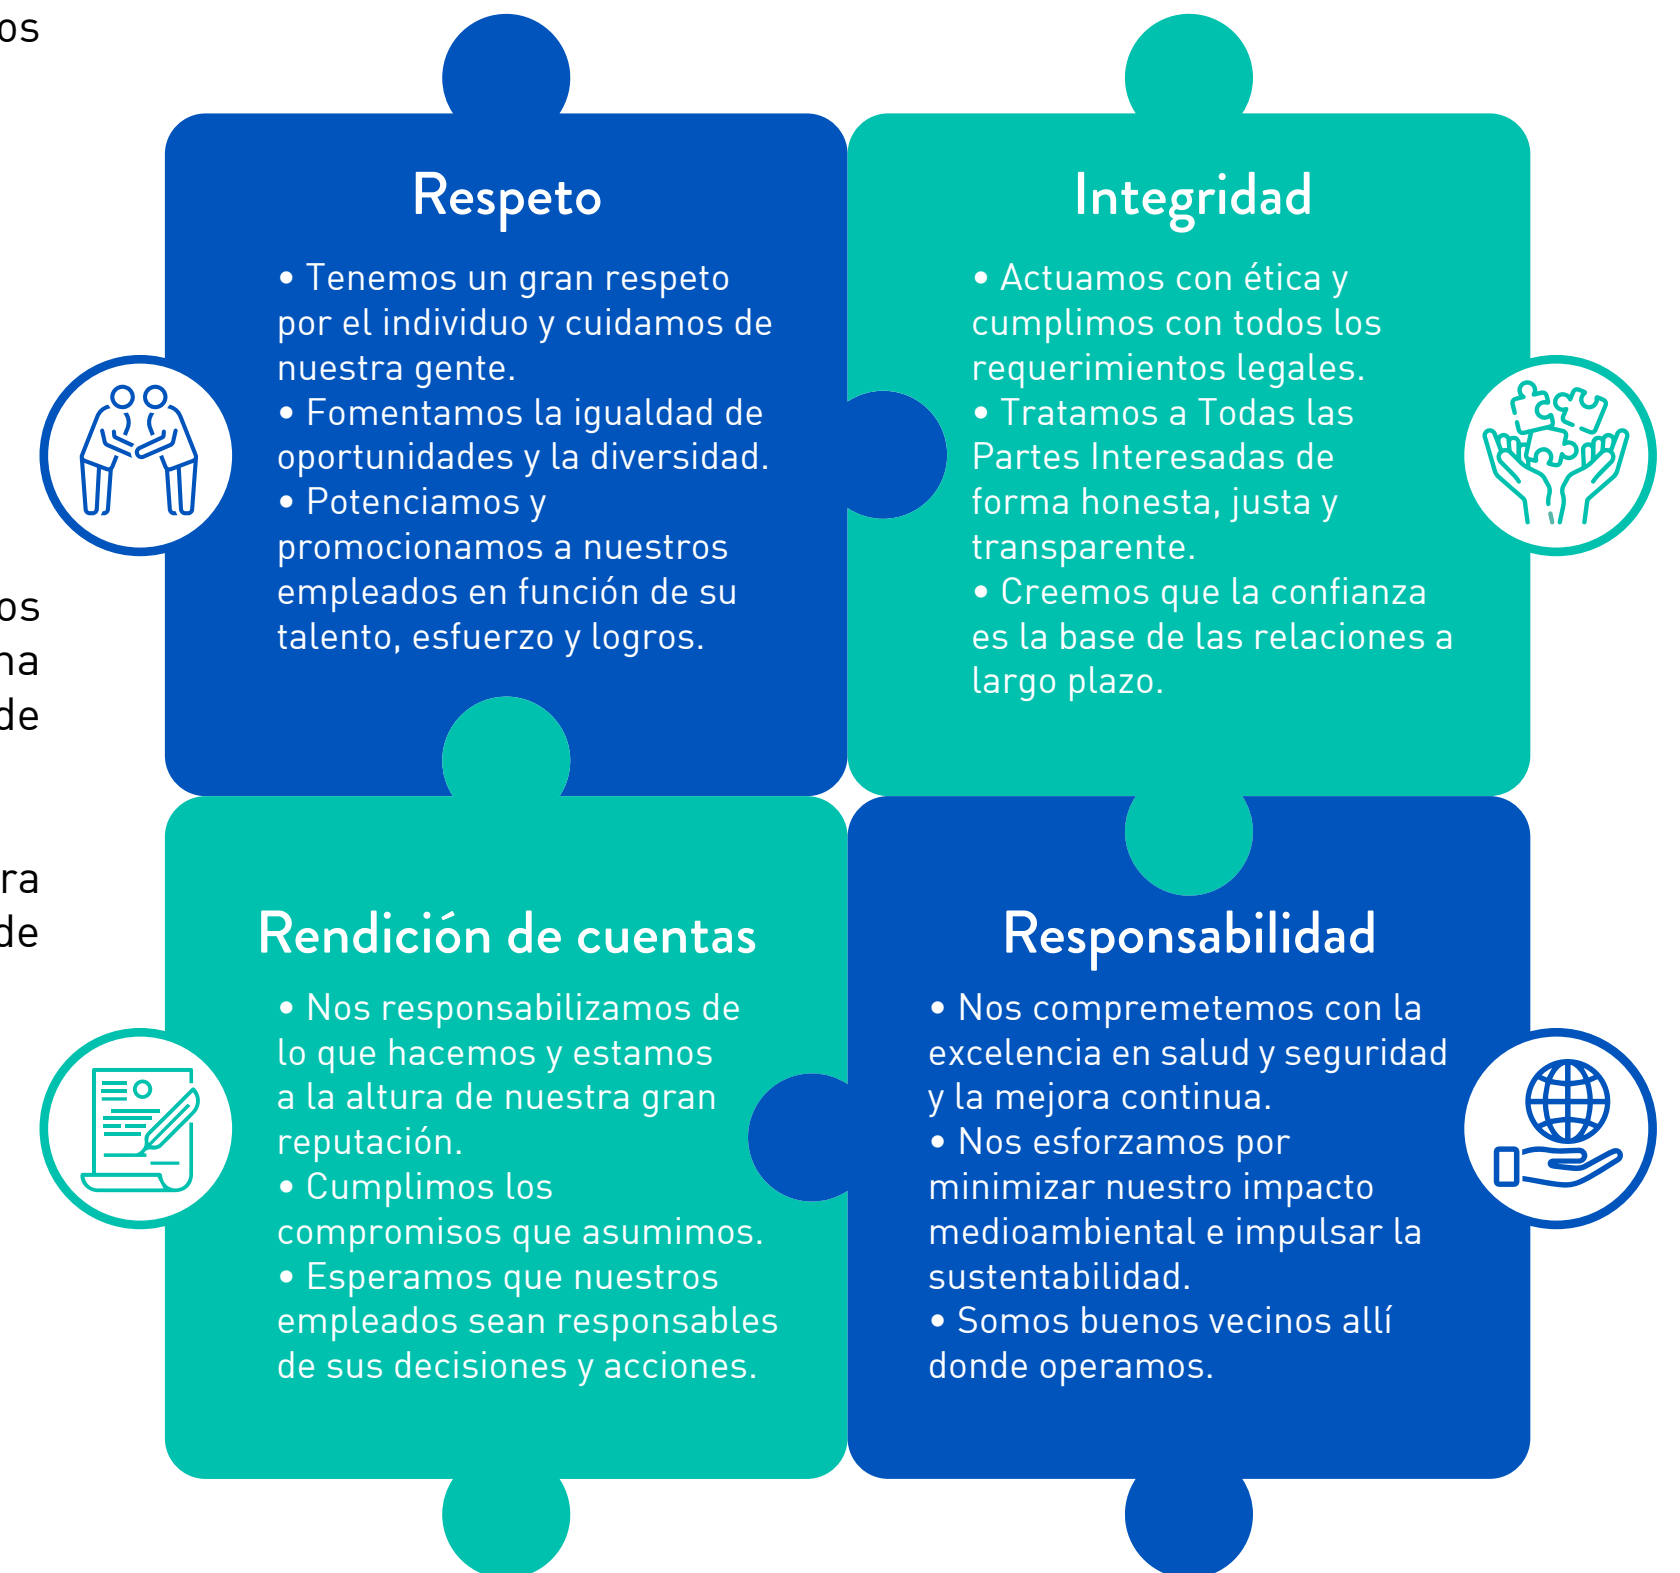 os
os
na
de
ra
de
Respeto
• Tenemos un gran respeto
por el individuo y cuidamos de
nuestra gente.
• Fomentamos la igualdad de
oportunidades y la diversidad.
• Potenciamos y
promocionamos a nuestros
empleados en función de su
talento, esfuerzo y logros.
Integridad
• Actuamos con ética y
cumplimos con todos los
requerimientos legales.
• Tratamos a Todas las
Partes Interesadas de
forma honesta, justa y
transparente.
• Creemos que la confianza
es la base de las relaciones a
largo plazo.
Rendición de cuentas
• Nos responsabilizamos de
lo que hacemos y estamos
a la altura de nuestra gran
reputación.
• Cumplimos los
compromisos que asumimos.
• Esperamos que nuestros
empleados sean responsables
de sus decisiones y acciones.
Responsabilidad
• Nos compremetemos con la
excelencia en salud y seguridad
y la mejora continua.
• Nos esforzamos por
minimizar nuestro impacto
medioambiental e impulsar la
sustentabilidad.
• Somos buenos vecinos allí
donde operamos.